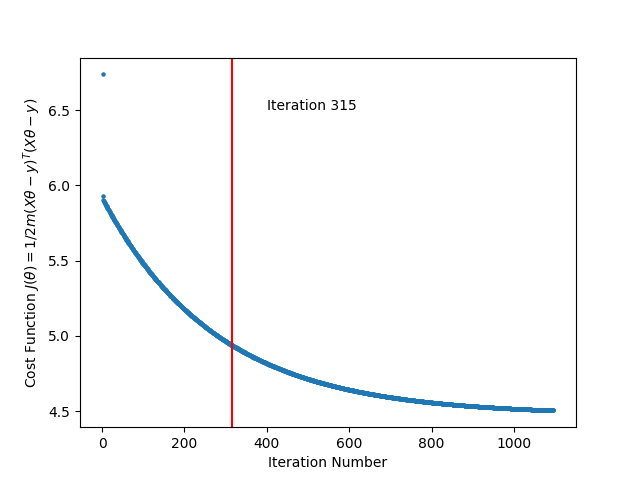 Iteration 315
Cost Function J(θ) = 1/2m(Xθ − y)ᵀ(Xθ − y)
6.5
6.0
5.5
5.0
4.5
0 200 400 600 800 1000
Iteration Number